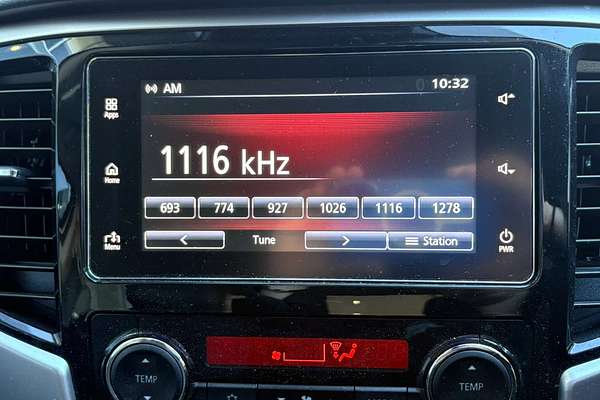 AM 10:32
Apps
1116 kHz
Home
693 774 927 1026 1116 1278
Menu < Tune > Station PWR
TEMP TEMP